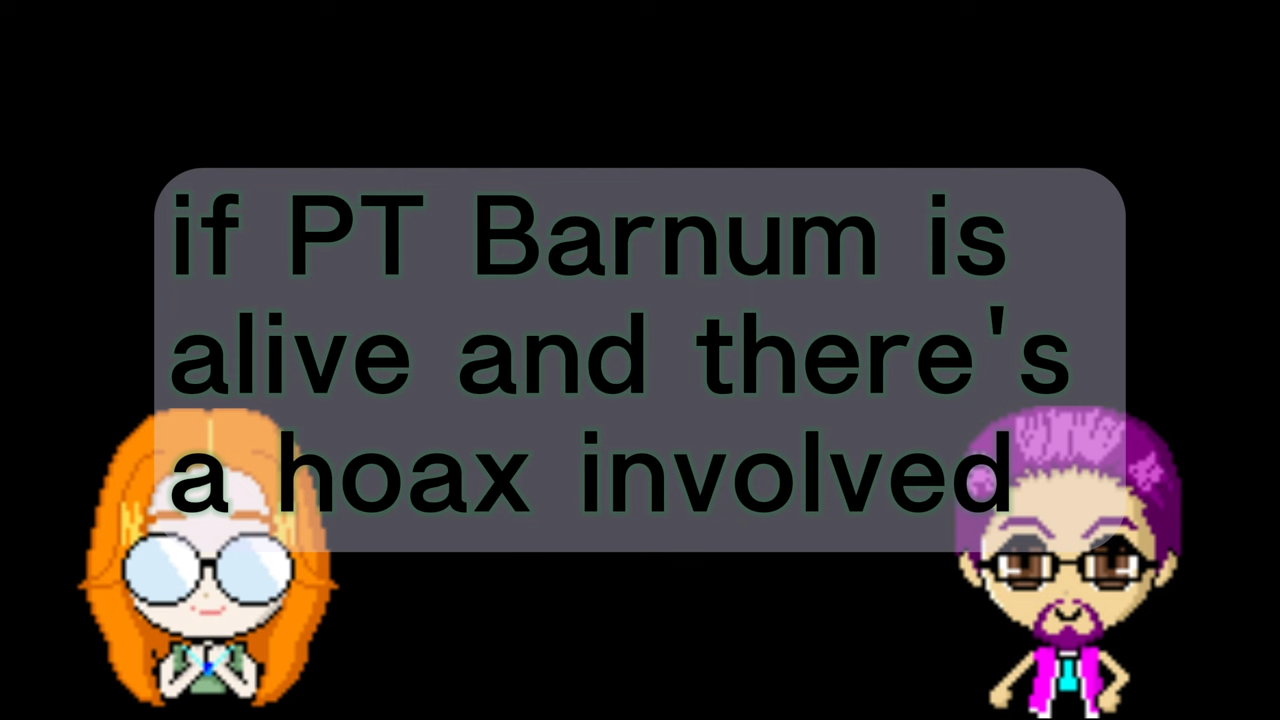 if PT Barnum is
alive and there's
a hoax involved